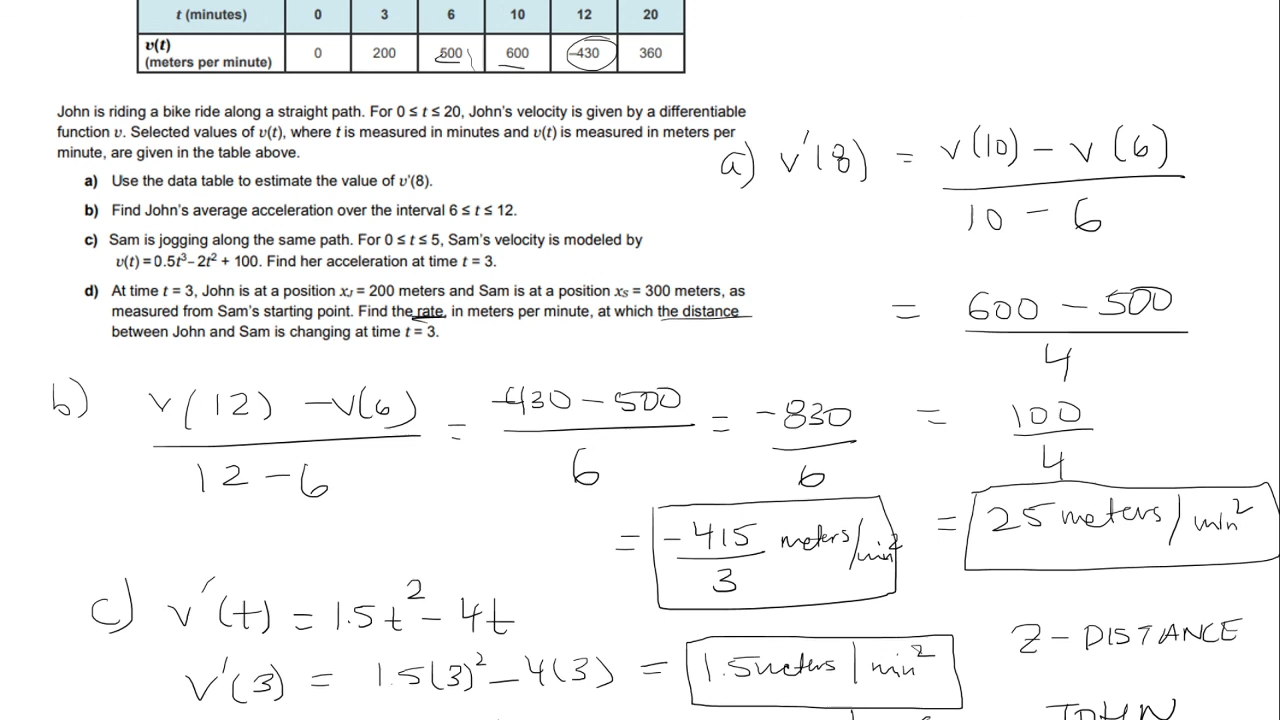 t (minutes) 0 3 6 10 12 20
v(t)
(meters per minute) 0 200 500 600 -430 360
John is riding a bike ride along a straight path. For 0 ≤ t ≤ 20, John's velocity is given by a differentiable
function v. Selected values of v(t), where t is measured in minutes and v(t) is measured in meters per
minute, are given in the table above.
a) Use the data table to estimate the value of v'(8).
b) Find John's average acceleration over the interval 6 ≤ t ≤ 12.
c) Sam is jogging along the same path. For 0 ≤ t ≤ 5, Sam's velocity is modeled by
v(t) = 0.5t³ – 2t² + 100. Find her acceleration at time t = 3.
d) At time t = 3, John is at a position xJ = 200 meters and Sam is at a position xS = 300 meters, as
measured from Sam's starting point. Find the rate, in meters per minute, at which the distance
between John and Sam is changing at time t = 3.
a) v'(8) = v(10) - v(6)
10 - 6
= 600 - 500
4
= 100
4
= 25 meters/min²
b) v(12) - v(6) = -430 - 500 = -830
12 - 6 6 6
= -415 meters/min²
3
c) v'(t) = 1.5t² - 4t
v'(3) = 1.5(3)² - 4(3) = 1.5 meters/min²
Z - DISTANCE
JOHN